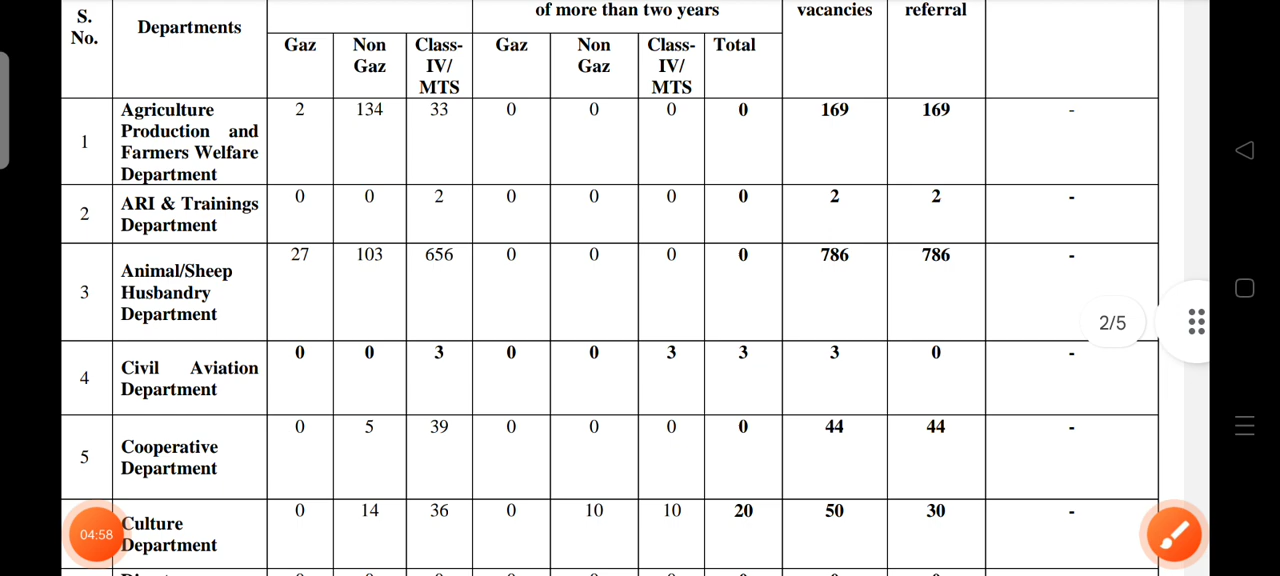 of more than two years vacancies referral
S. No. Departments
Gaz Non Gaz Class-IV/ MTS Gaz Non Gaz Class-IV/ MTS Total
1 Agriculture Production and Farmers Welfare Department 2 134 33 0 0 0 0 169 169 -
2 ARI & Trainings Department 0 0 2 0 0 0 0 2 2 -
3 Animal/Sheep Husbandry Department 27 103 656 0 0 0 0 786 786 -
4 Civil Aviation Department 0 0 3 0 0 3 3 3 0 -
5 Cooperative Department 0 5 39 0 0 0 0 44 44 -
Culture Department 0 14 36 0 10 10 20 50 30 -
2/5
04:58